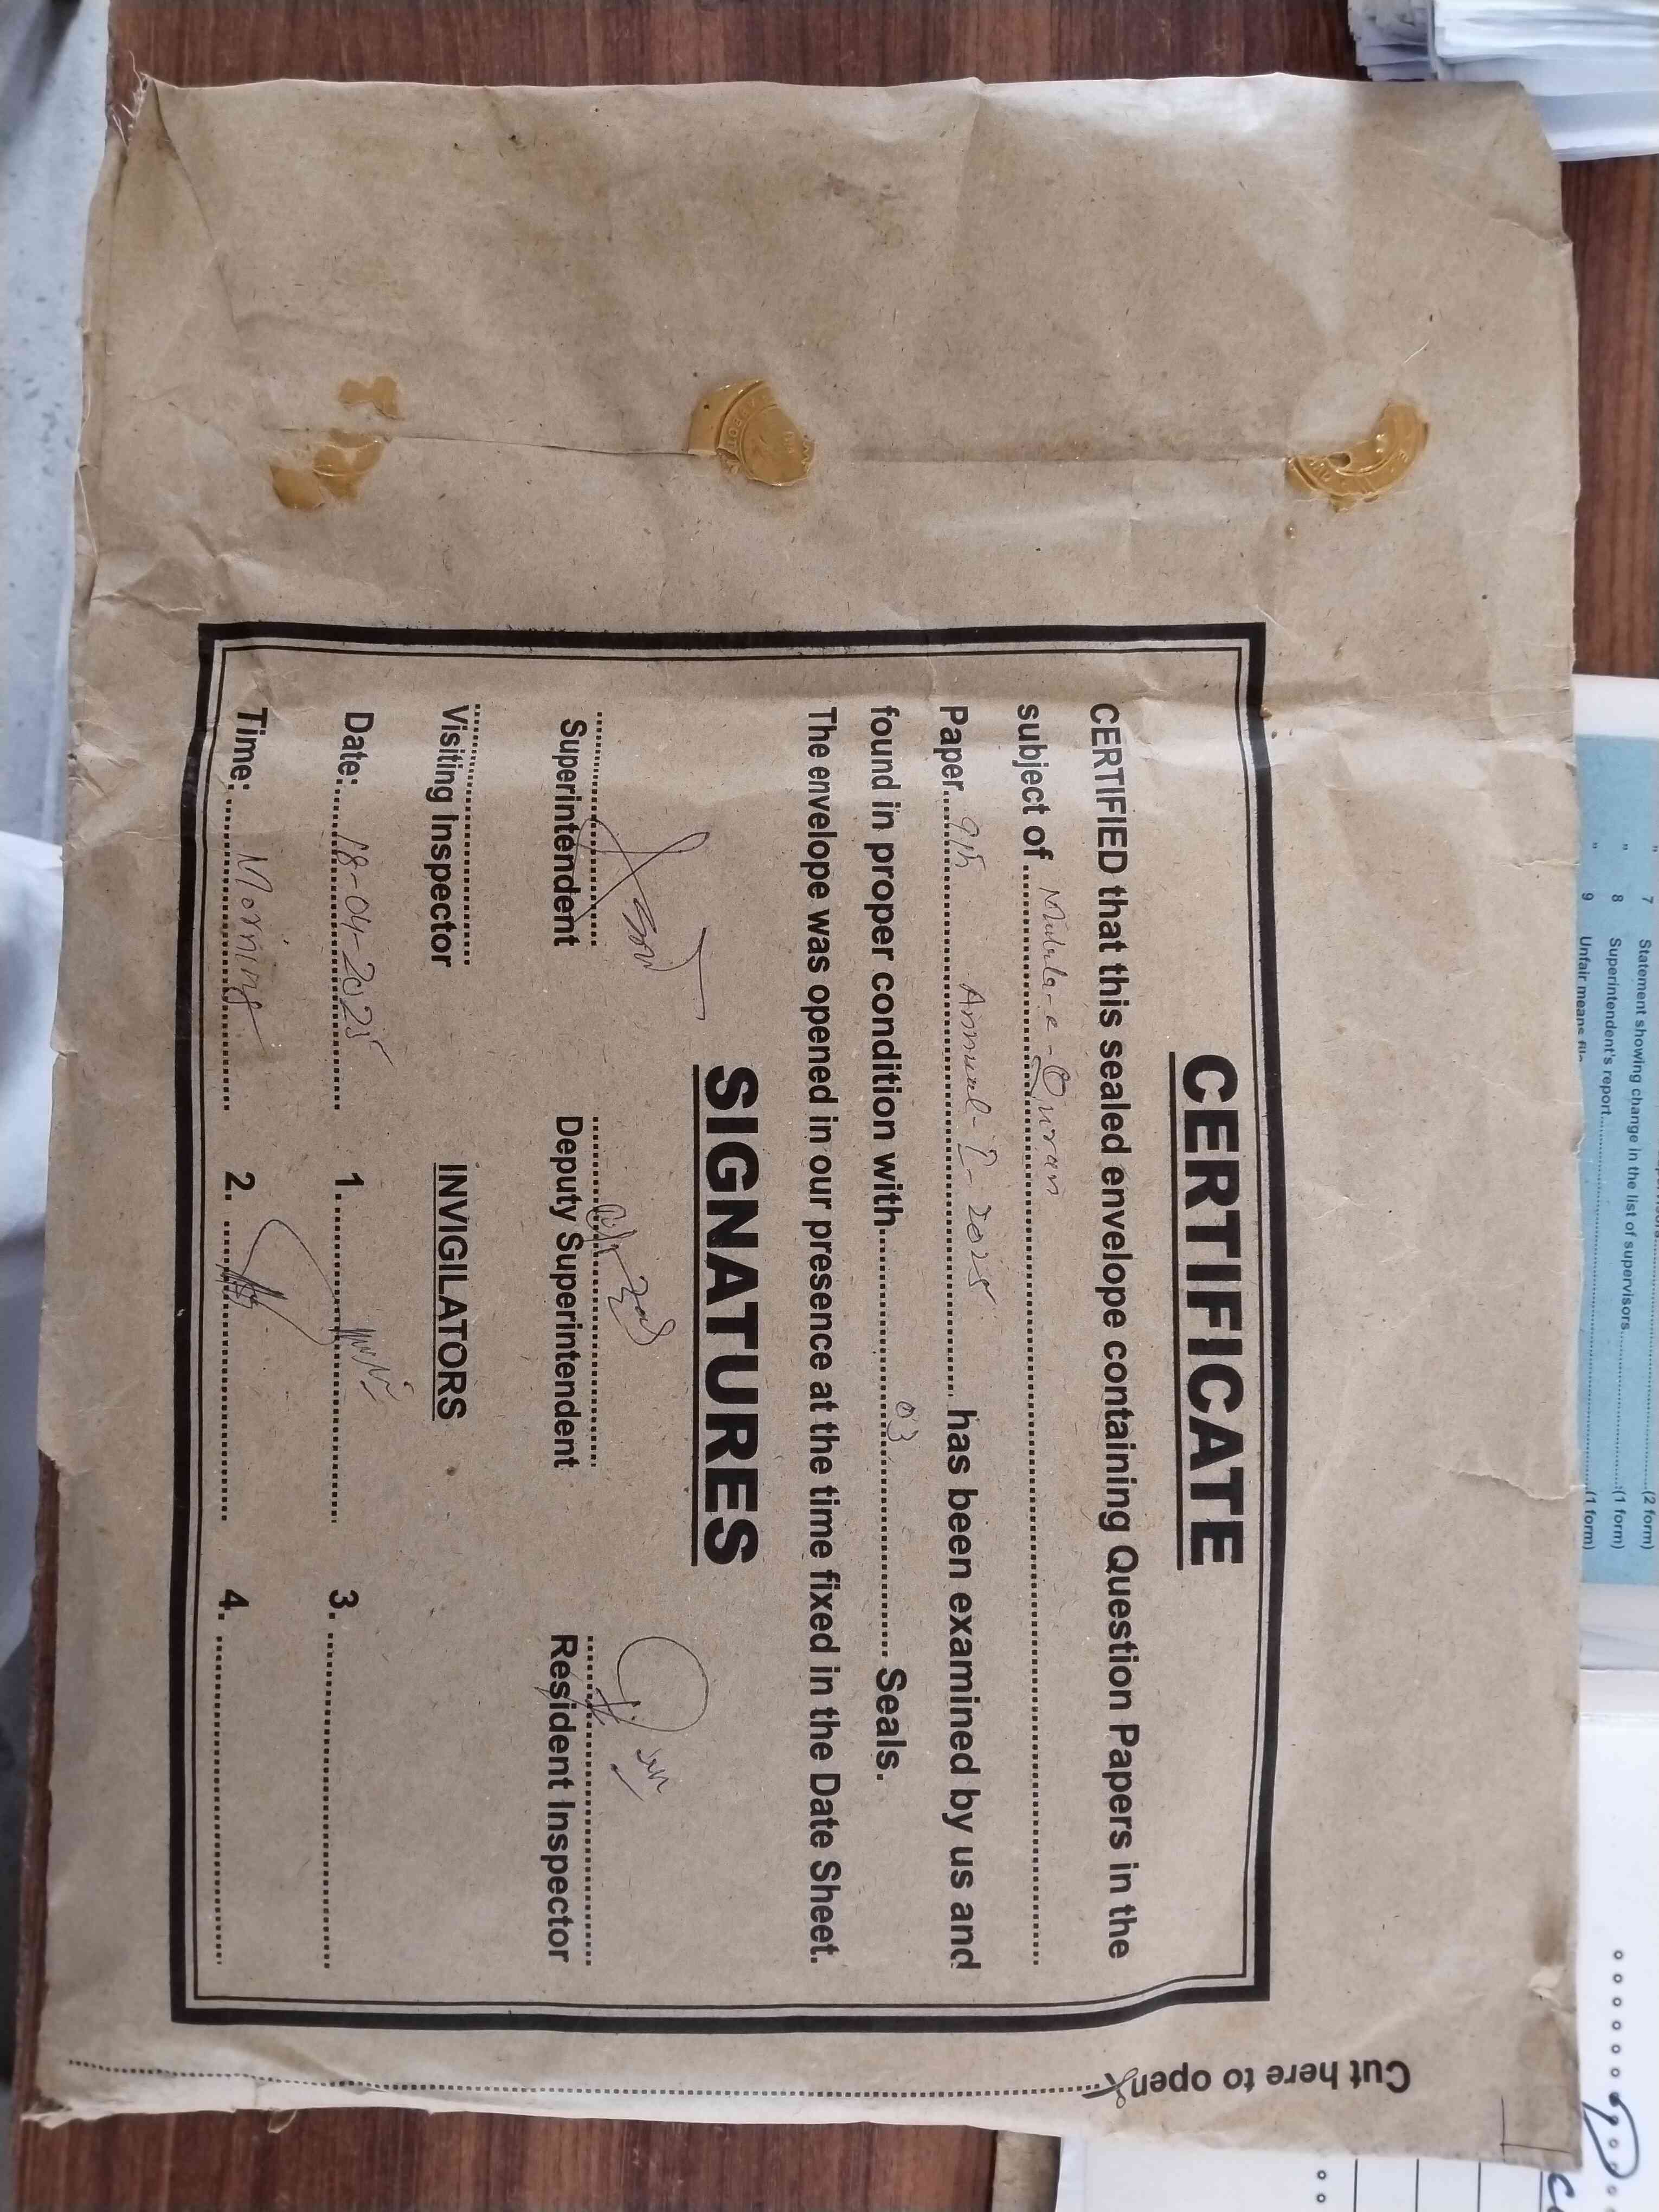 CERTIFICATE
CERTIFIED that this sealed envelope containing Question Papers in the
subject of Mutala-e-Quran
Paper 9th Annual-I-2025 has been examined by us and
found in proper condition with 03 Seals.
The envelope was opened in our presence at the time fixed in the Date Sheet.
SIGNATURES
Superintendent Deputy Superintendent Resident Inspector
Visiting Inspector INVIGILATORS
Date: 18-04-2025 1. 3.
Time: Morning 2. 4.
Cut here to open
7 Statement showing change in the list of supervisors (2 form)
" 8 Superintendent's report (1 form)
" 9 Unfair means (1 form)